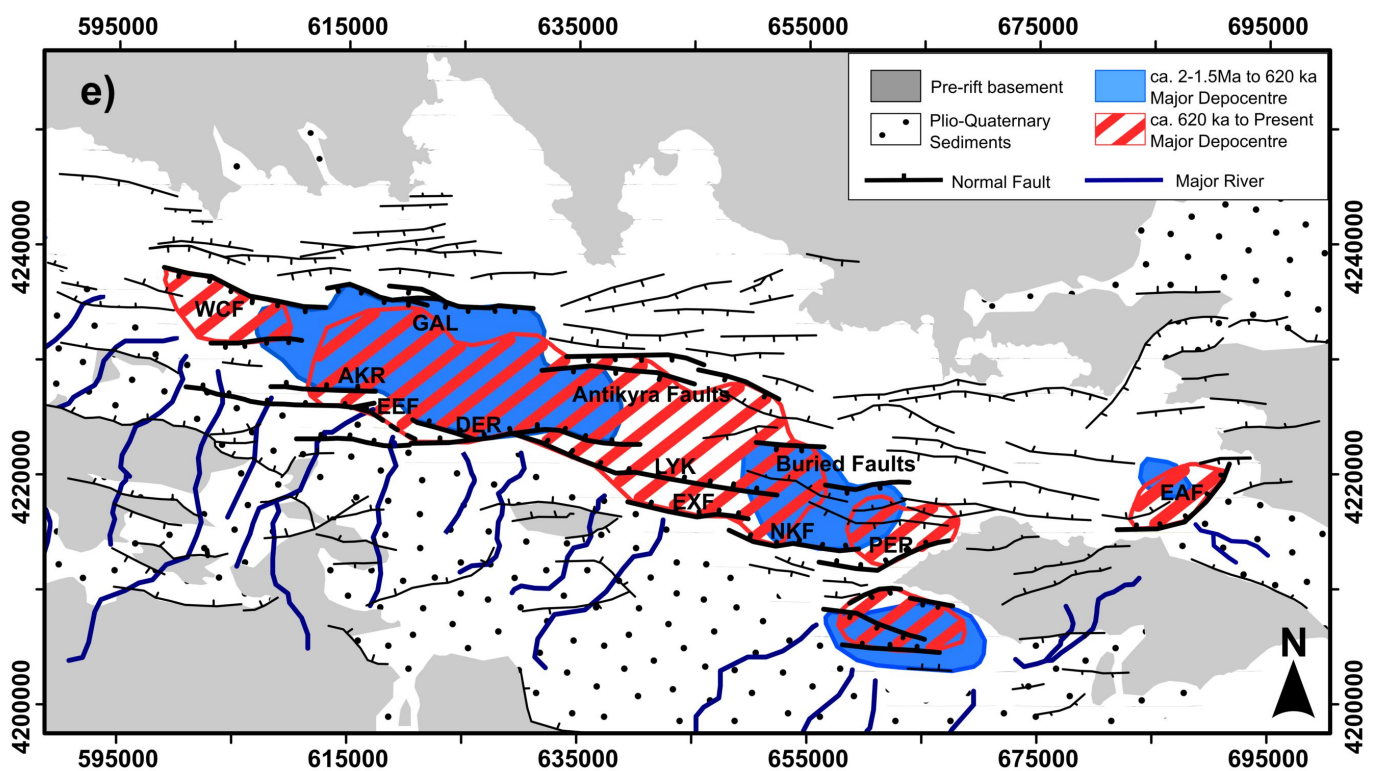 595000 615000 635000 655000 675000 695000
e)
Pre-rift basement
Plio-Quaternary
Sediments
ca. 2-1.5Ma to 620 ka
Major Depocentre
ca. 620 ka to Present
Major Depocentre
Normal Fault
Major River
4240000
4240000
WCF
GAL
AKR
EEF
Antikyra Faults
DER
4220000
4220000
LYK
Buried Faults
EXF
EAF
NKF
PER
N
4200000
4200000
595000 615000 635000 655000 675000 695000